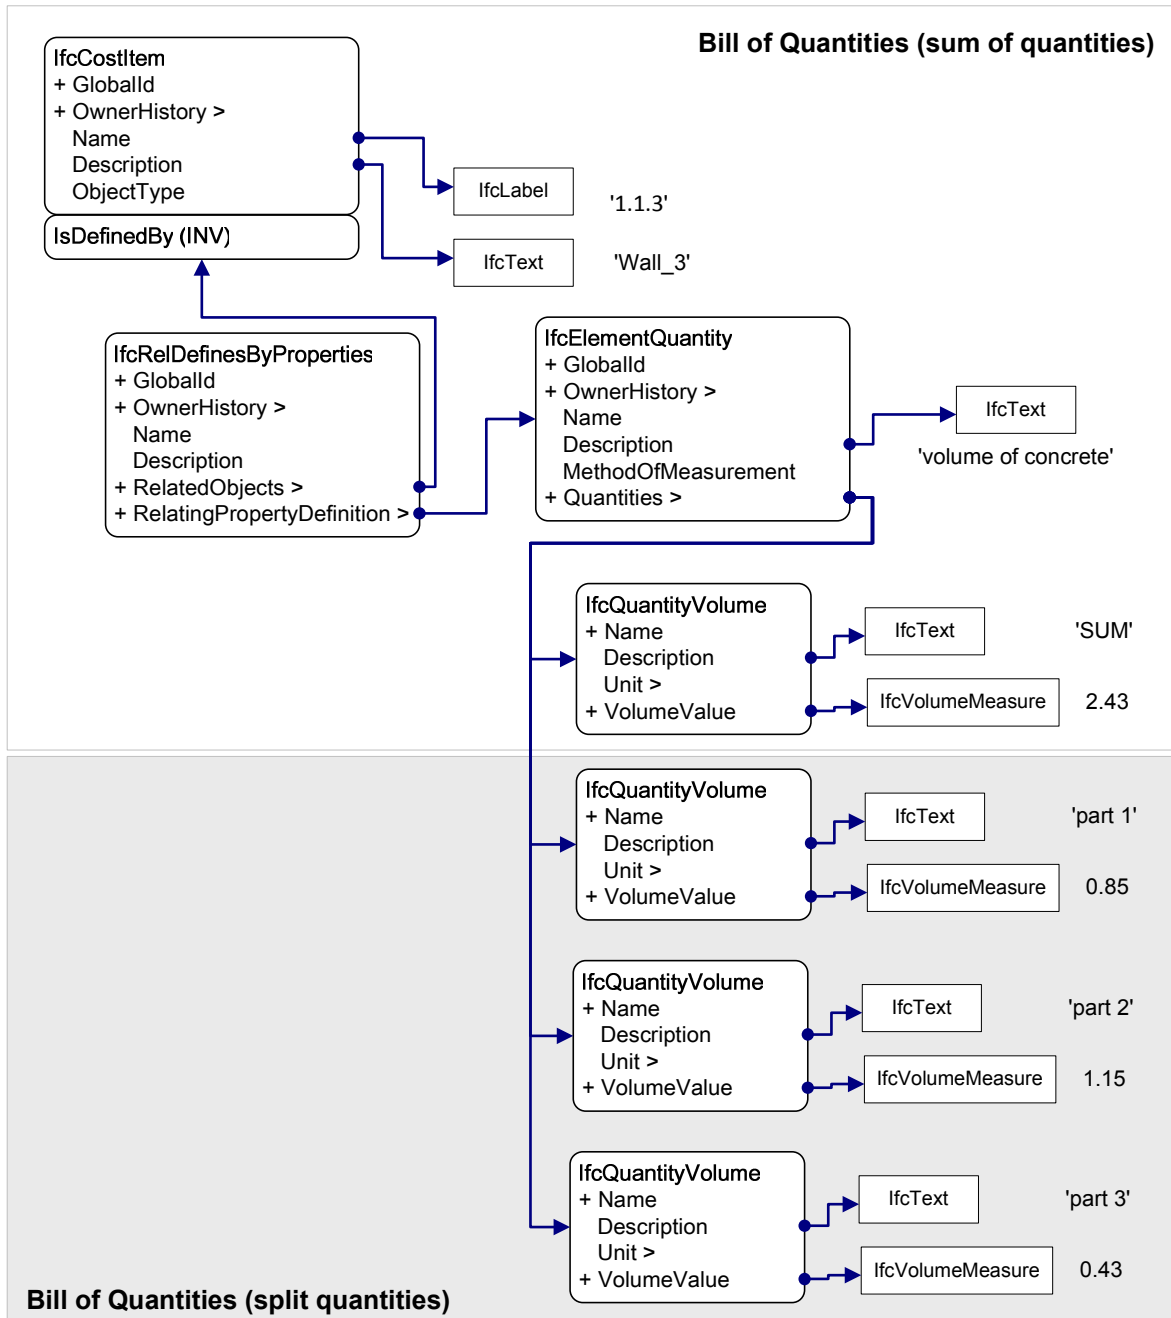 Bill of Quantities (sum of quantities)
IfcCostItem
+ GlobalId
+ OwnerHistory >
Name
Description
ObjectType
IsDefinedBy (INV)
IfcLabel
'1.1.3'
IfcText
'Wall_3'
IfcRelDefinesByProperties
+ GlobalId
+ OwnerHistory >
Name
Description
+ RelatedObjects >
+ RelatingPropertyDefinition >
IfcElementQuantity
+ GlobalId
+ OwnerHistory >
Name
Description
MethodOfMeasurement
+ Quantities >
IfcText
'volume of concrete'
IfcQuantityVolume
+ Name
Description
Unit >
+ VolumeValue
IfcText
'SUM'
IfcVolumeMeasure
2.43
IfcQuantityVolume
+ Name
Description
Unit >
+ VolumeValue
IfcText
'part 1'
IfcVolumeMeasure
0.85
IfcQuantityVolume
+ Name
Description
Unit >
+ VolumeValue
IfcText
'part 2'
IfcVolumeMeasure
1.15
IfcQuantityVolume
+ Name
Description
Unit >
+ VolumeValue
IfcText
'part 3'
IfcVolumeMeasure
0.43
Bill of Quantities (split quantities)